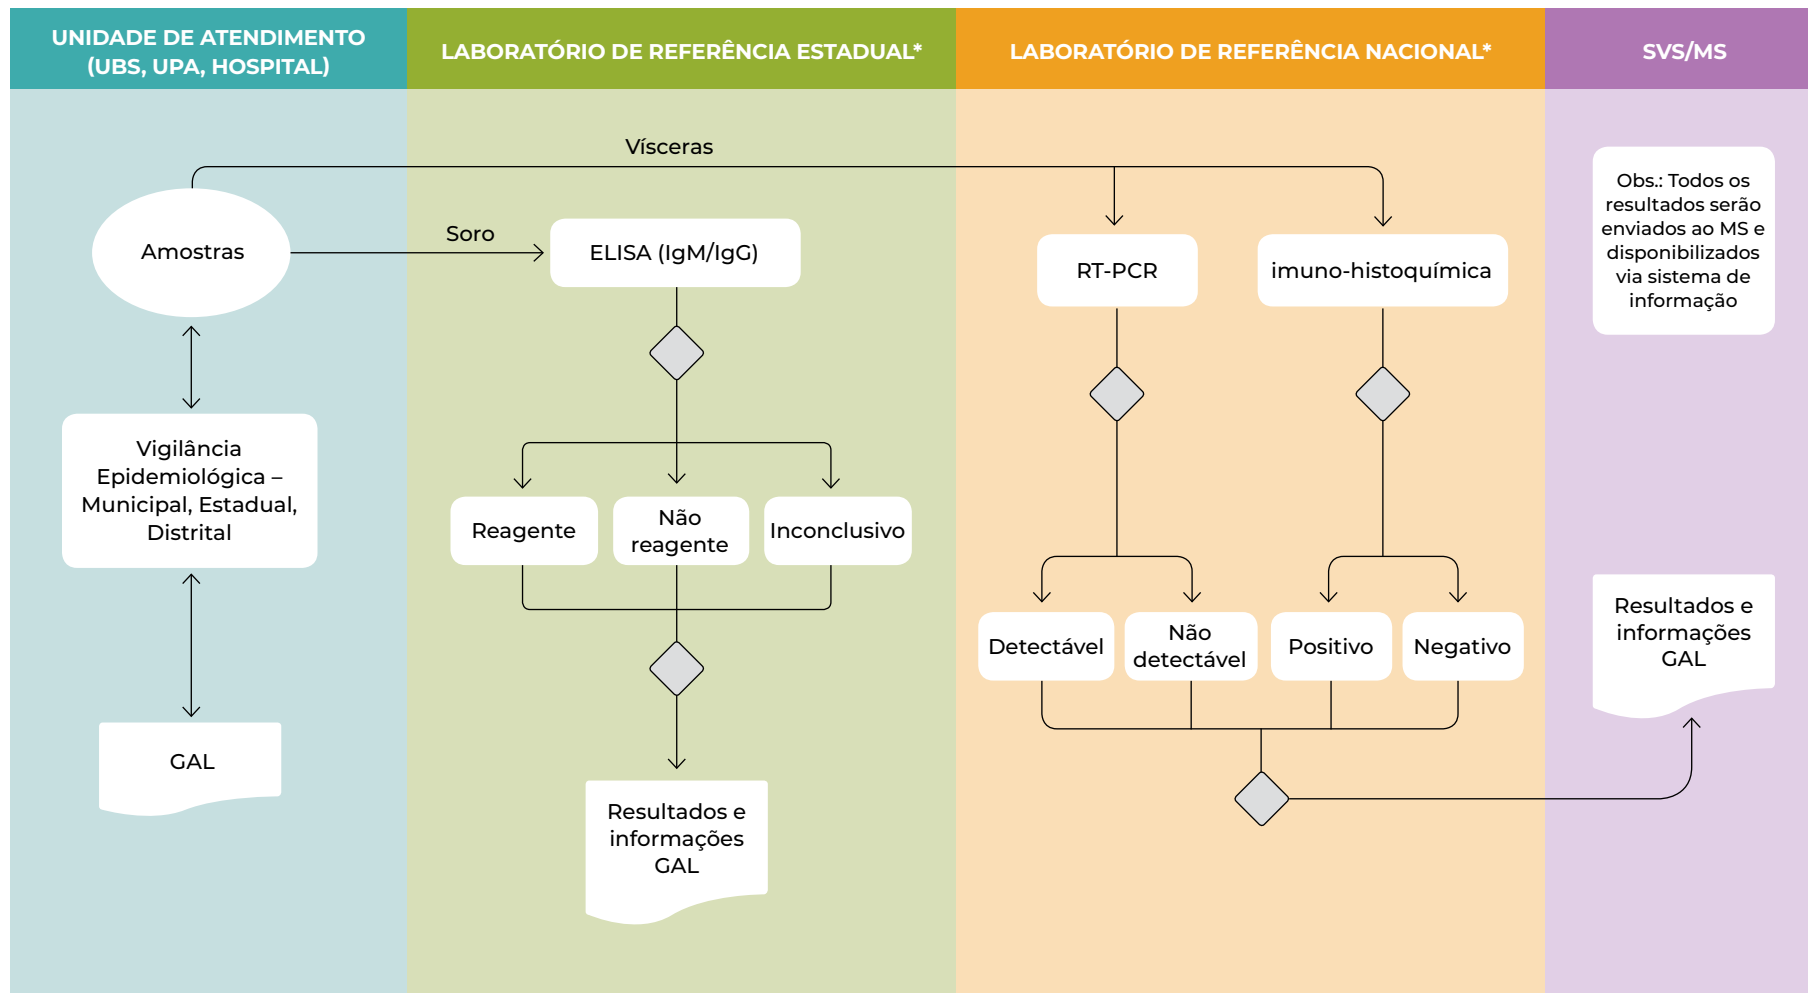 UNIDADE DE ATENDIMENTO
(UBS, UPA, HOSPITAL)
LABORATÓRIO DE REFERÊNCIA ESTADUAL*
LABORATÓRIO DE REFERÊNCIA NACIONAL*
SVS/MS
Vísceras
Amostras
Soro
ELISA (IgM/IgG)
RT-PCR
imuno-histoquímica
Obs.: Todos os
resultados serão
enviados ao MS e
disponibilizados
via sistema de
informação
Vigilância
Epidemiológica –
Municipal, Estadual,
Distrital
Reagente
Não
reagente
Inconclusivo
Detectável
Não
detectável
Positivo
Negativo
Resultados e
informações
GAL
GAL
Resultados e
informações
GAL